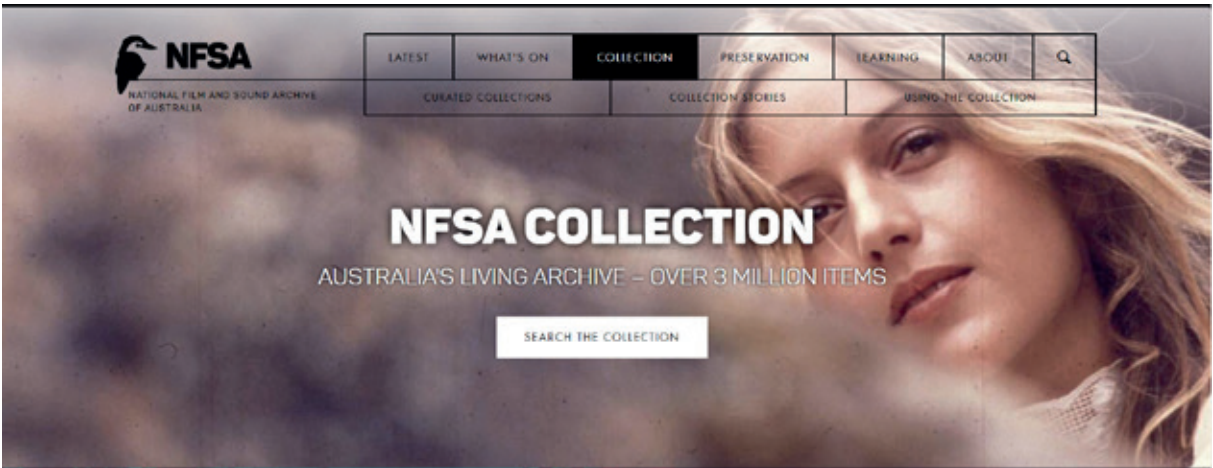 NFSA
NATIONAL FILM AND SOUND ARCHIVE
OF AUSTRALIA
LATEST
WHAT'S ON
COLLECTION
PRESERVATION
LEARNING
ABOUT
CURATED COLLECTIONS
COLLECTION STORIES
USING THE COLLECTION
NFSA COLLECTION
AUSTRALIA'S LIVING ARCHIVE – OVER 3 MILLION ITEMS
SEARCH THE COLLECTION